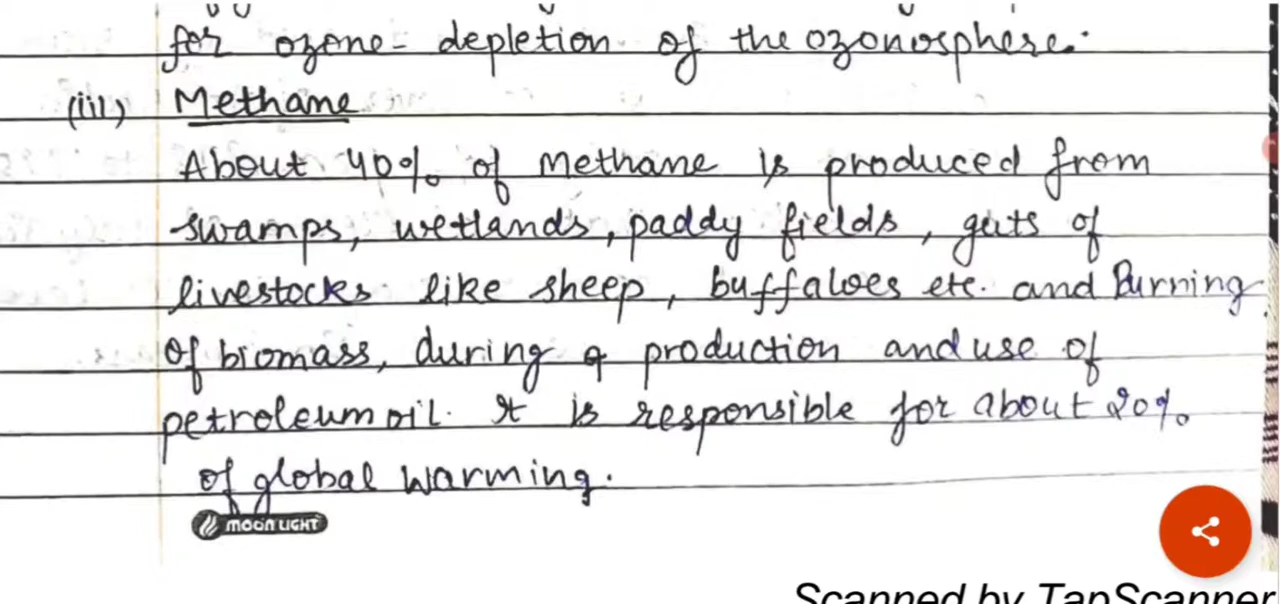 for ozone- depletion of the ozonosphere.
(iii) Methane
About 40% of Methane is produced from
swamps, wetlands, paddy fields, guts of
livestocks like sheep, buffaloes etc. and Burning
of biomass, during q production and use of
petroleum oil. It is responsible for about 20%
of global warming.
MOON LIGHT
Scanned by TapScanner